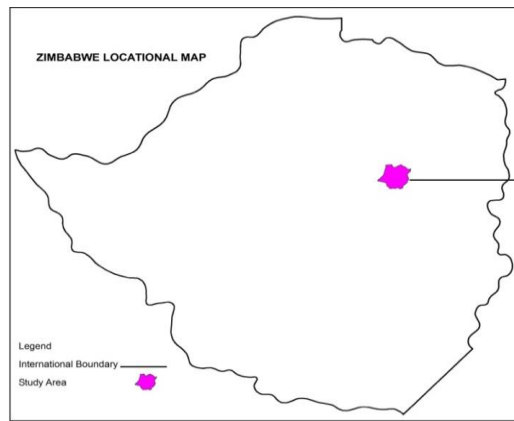 ZIMBABWE LOCATIONAL MAP
Legend
International Boundary
Study Area